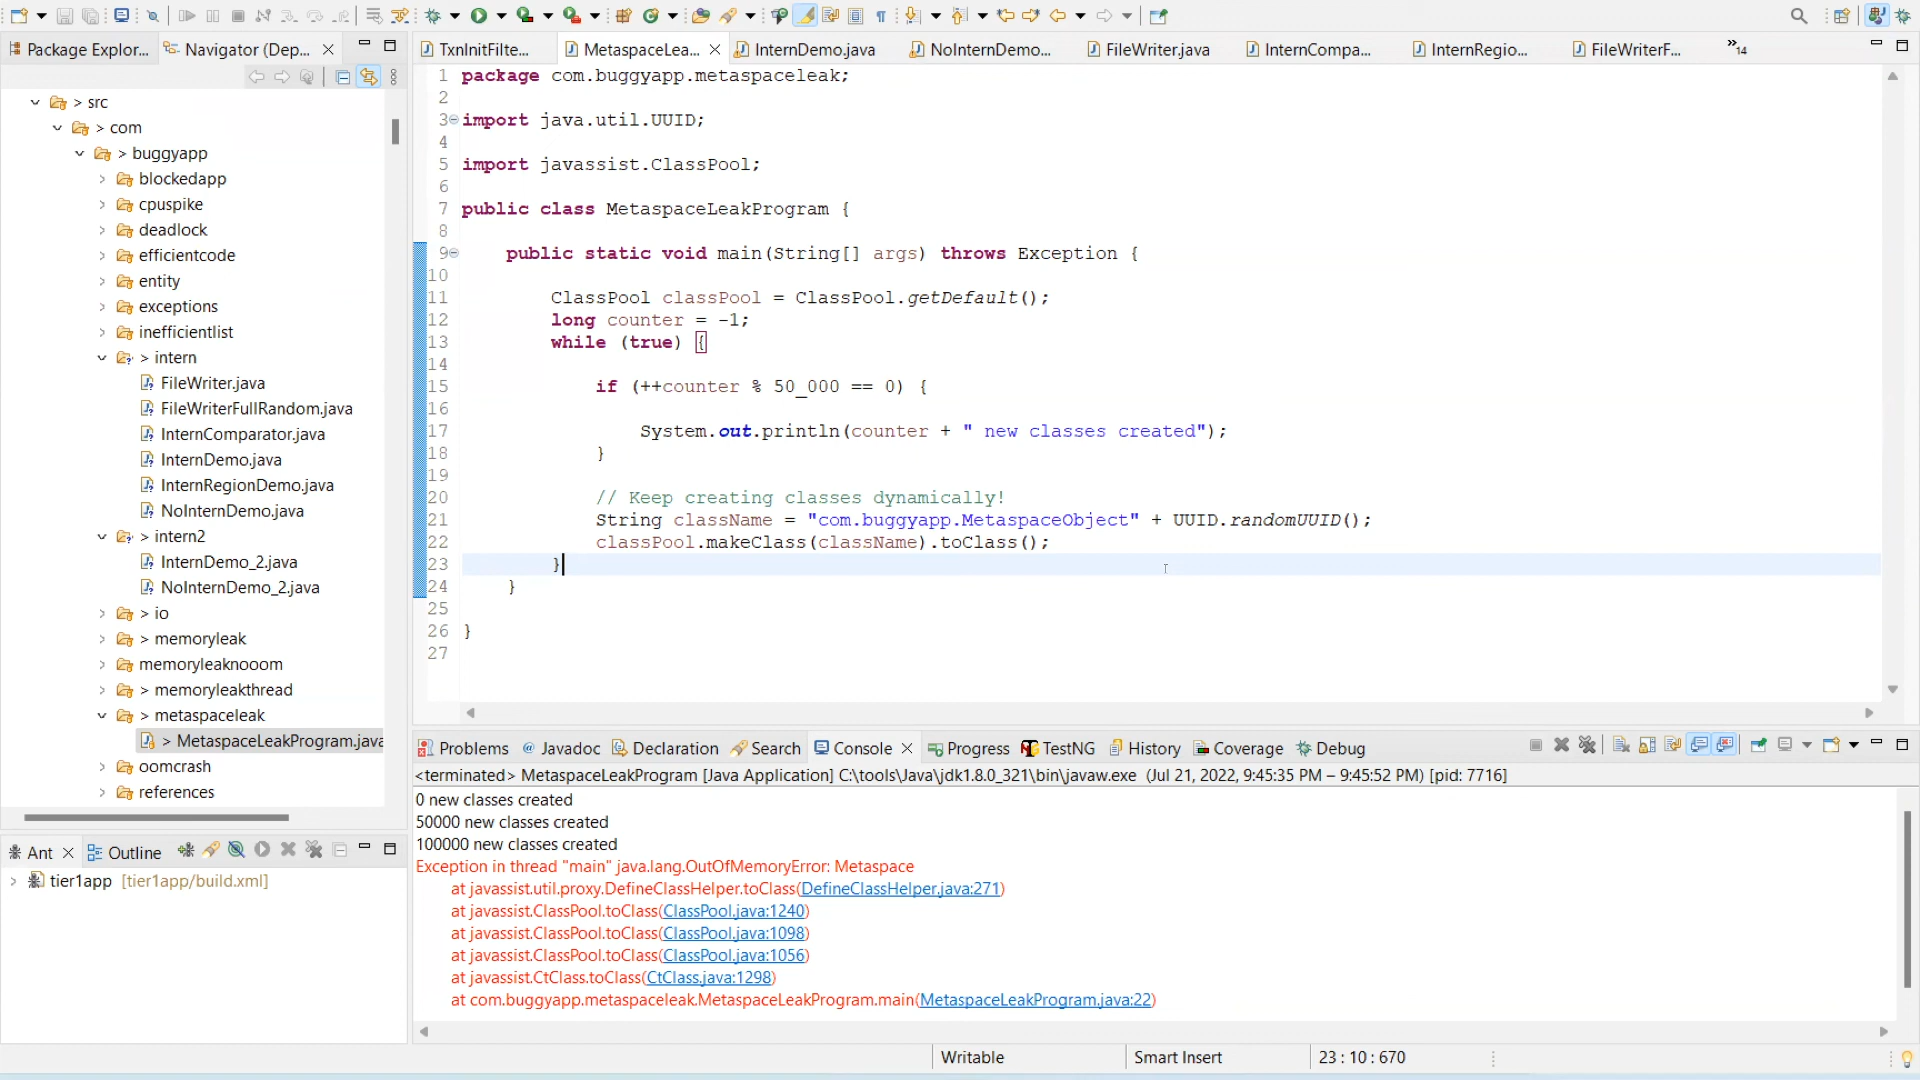 Package Explor...
Navigator (Dep...
> src
> com
> buggyapp
blockedapp
cpuspike
deadlock
efficientcode
entity
exceptions
inefficientlist
> intern
FileWriter.java
FileWriterFullRandom.java
InternComparator.java
InternDemo.java
InternRegionDemo.java
NoInternDemo.java
> intern2
InternDemo_2.java
NoInternDemo_2.java
> io
> memoryleak
memoryleaknooom
> memoryleakthread
> metaspaceleak
> MetaspaceLeakProgram.java
oomcrash
references
Ant
Outline
tier1app [tier1app/build.xml]
TxnInitFilte...
MetaspaceLea...
InternDemo.java
NoInternDemo...
FileWriter.java
InternCompa...
InternRegio...
FileWriterF...
»14
1 package com.buggyapp.metaspaceleak;
2
3 import java.util.UUID;
4
5 import javassist.ClassPool;
6
7 public class MetaspaceLeakProgram {
8
9 public static void main(String[] args) throws Exception {
10
11 ClassPool classPool = ClassPool.getDefault();
12 long counter = -1;
13 while (true) {
14
15 if (++counter % 50_000 == 0) {
16
17 System.out.println(counter + " new classes created");
18 }
19
20 // Keep creating classes dynamically!
21 String className = "com.buggyapp.MetaspaceObject" + UUID.randomUUID();
22 classPool.makeClass(className).toClass();
23 }
24 }
25
26 }
27
Problems
Javadoc
Declaration
Search
Console
Progress
TestNG
History
Coverage
Debug
<terminated> MetaspaceLeakProgram [Java Application] C:\tools\Java\jdk1.8.0_321\bin\javaw.exe (Jul 21, 2022, 9:45:35 PM – 9:45:52 PM) [pid: 7716]
0 new classes created
50000 new classes created
100000 new classes created
Exception in thread "main" java.lang.OutOfMemoryError: Metaspace
at javassist.util.proxy.DefineClassHelper.toClass(DefineClassHelper.java:271)
at javassist.ClassPool.toClass(ClassPool.java:1240)
at javassist.ClassPool.toClass(ClassPool.java:1098)
at javassist.ClassPool.toClass(ClassPool.java:1056)
at javassist.CtClass.toClass(CtClass.java:1298)
at com.buggyapp.metaspaceleak.MetaspaceLeakProgram.main(MetaspaceLeakProgram.java:22)
Writable
Smart Insert
23 : 10 : 670